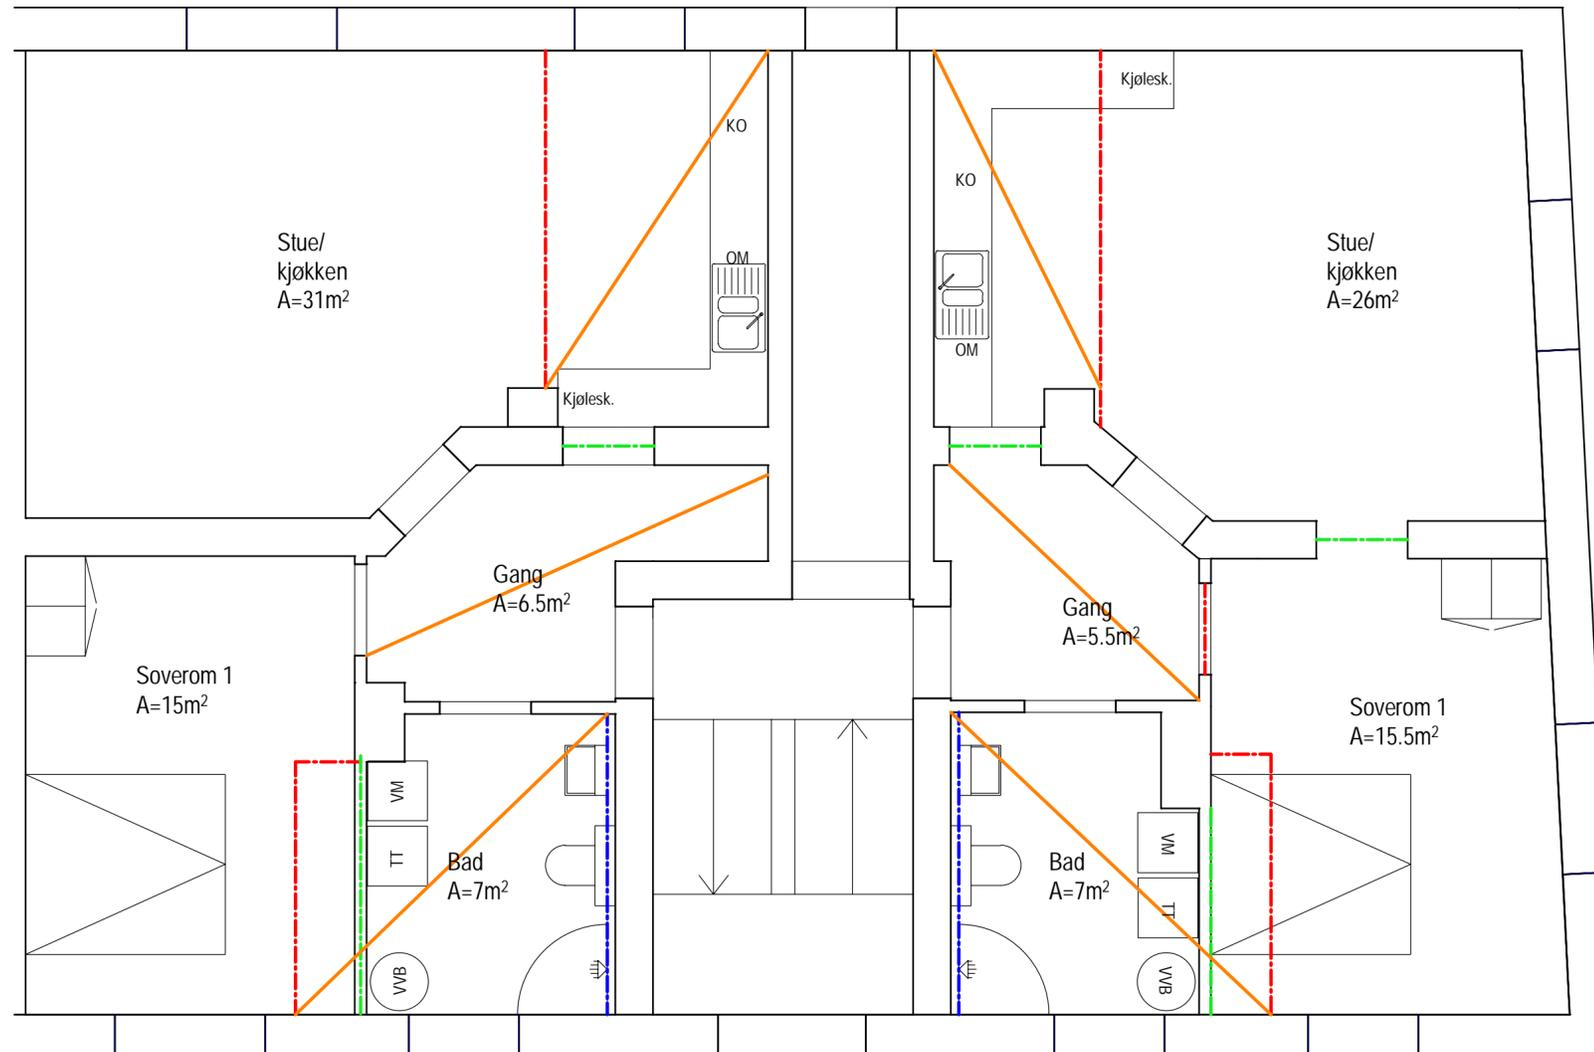 Kjølesk.
KO
KO
Stue/
kjøkken
A=31m²
OM
Stue/
kjøkken
A=26m²
OM
Kjølesk.
Gang
A=6.5m²
Gang
A=5.5m²
Soverom 1
A=15m²
Soverom 1
A=15.5m²
VM
TT
Bad
A=7m²
VVB
Bad
A=7m²
VM
TT
VVB